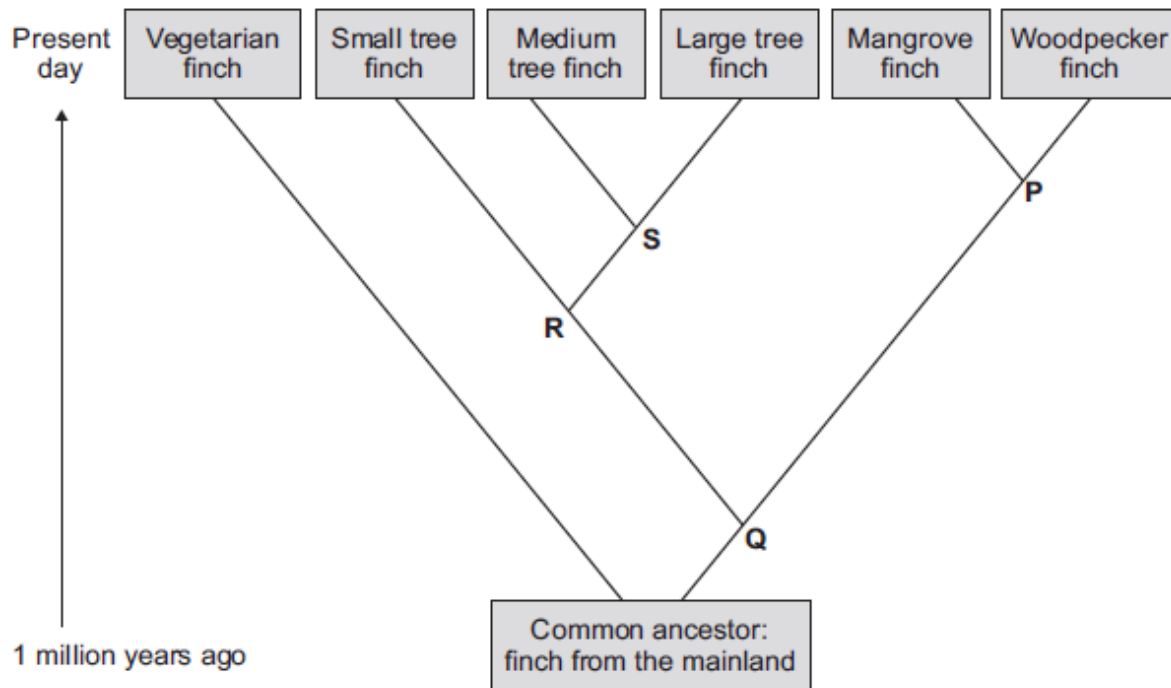 Present
day
Vegetarian
finch
Small tree
finch
Medium
tree finch
Large tree
finch
Mangrove
finch
Woodpecker
finch
P
S
R
Q
Common ancestor:
finch from the mainland
1 million years ago